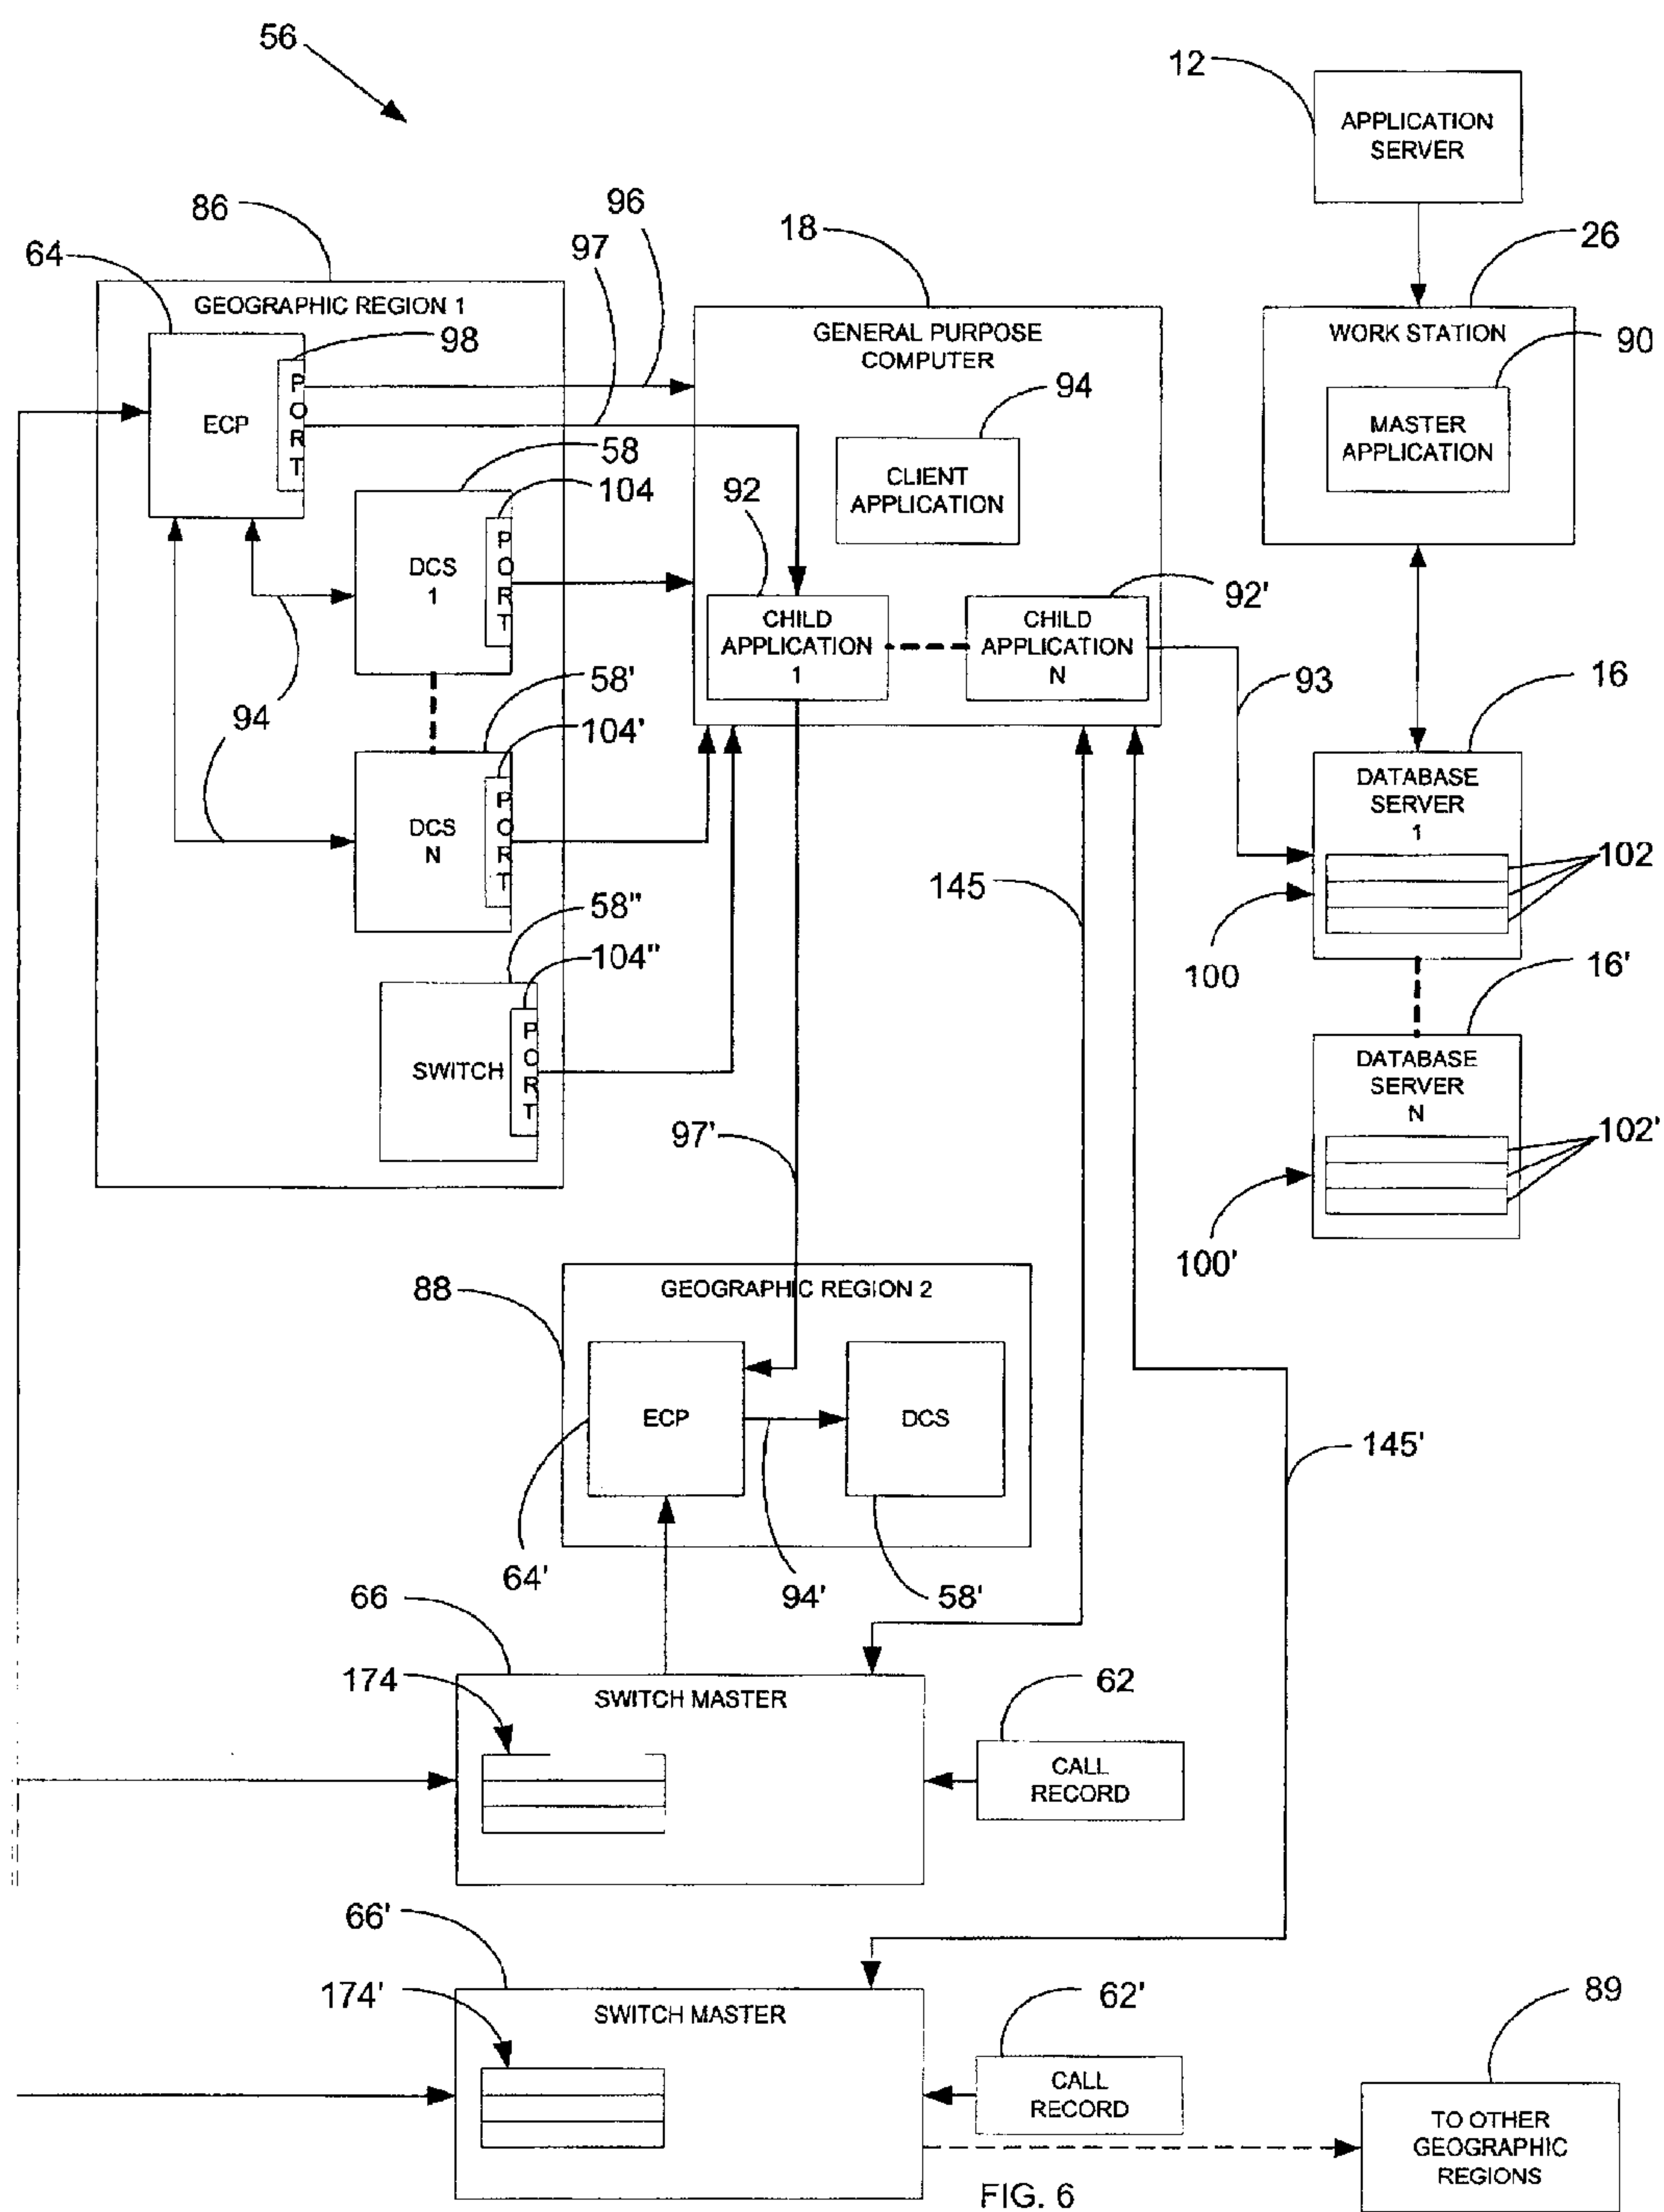 56
12
APPLICATION
SERVER
86
96
97
18
26
64
GEOGRAPHIC REGION 1
98
GENERAL PURPOSE
COMPUTER
WORK STATION
90
ECP
PORT
94
CLIENT
APPLICATION
MASTER
APPLICATION
58
104
DCS
1
PORT
92
CHILD
APPLICATION
1
92'
CHILD
APPLICATION
N
93
94
58'
104'
DCS
N
PORT
16
DATABASE
SERVER
1
102
100
145
58"
104"
SWITCH
PORT
16'
DATABASE
SERVER
N
102'
100'
97'
88
GEOGRAPHIC REGION 2
ECP
DCS
145'
64'
94'
58'
66
174
SWITCH MASTER
62
CALL
RECORD
66'
174'
SWITCH MASTER
62'
CALL
RECORD
89
TO OTHER
GEOGRAPHIC
REGIONS
FIG. 6